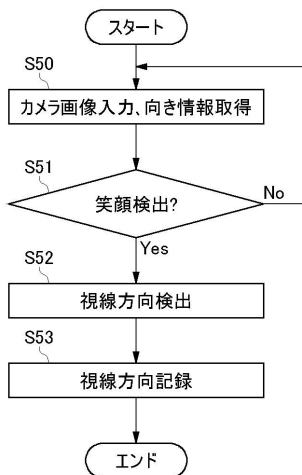 スタート
S50
カメラ画像入力、向き情報取得
S51
笑顔検出?
No
Yes
S52
視線方向検出
S53
視線方向記録
エンド